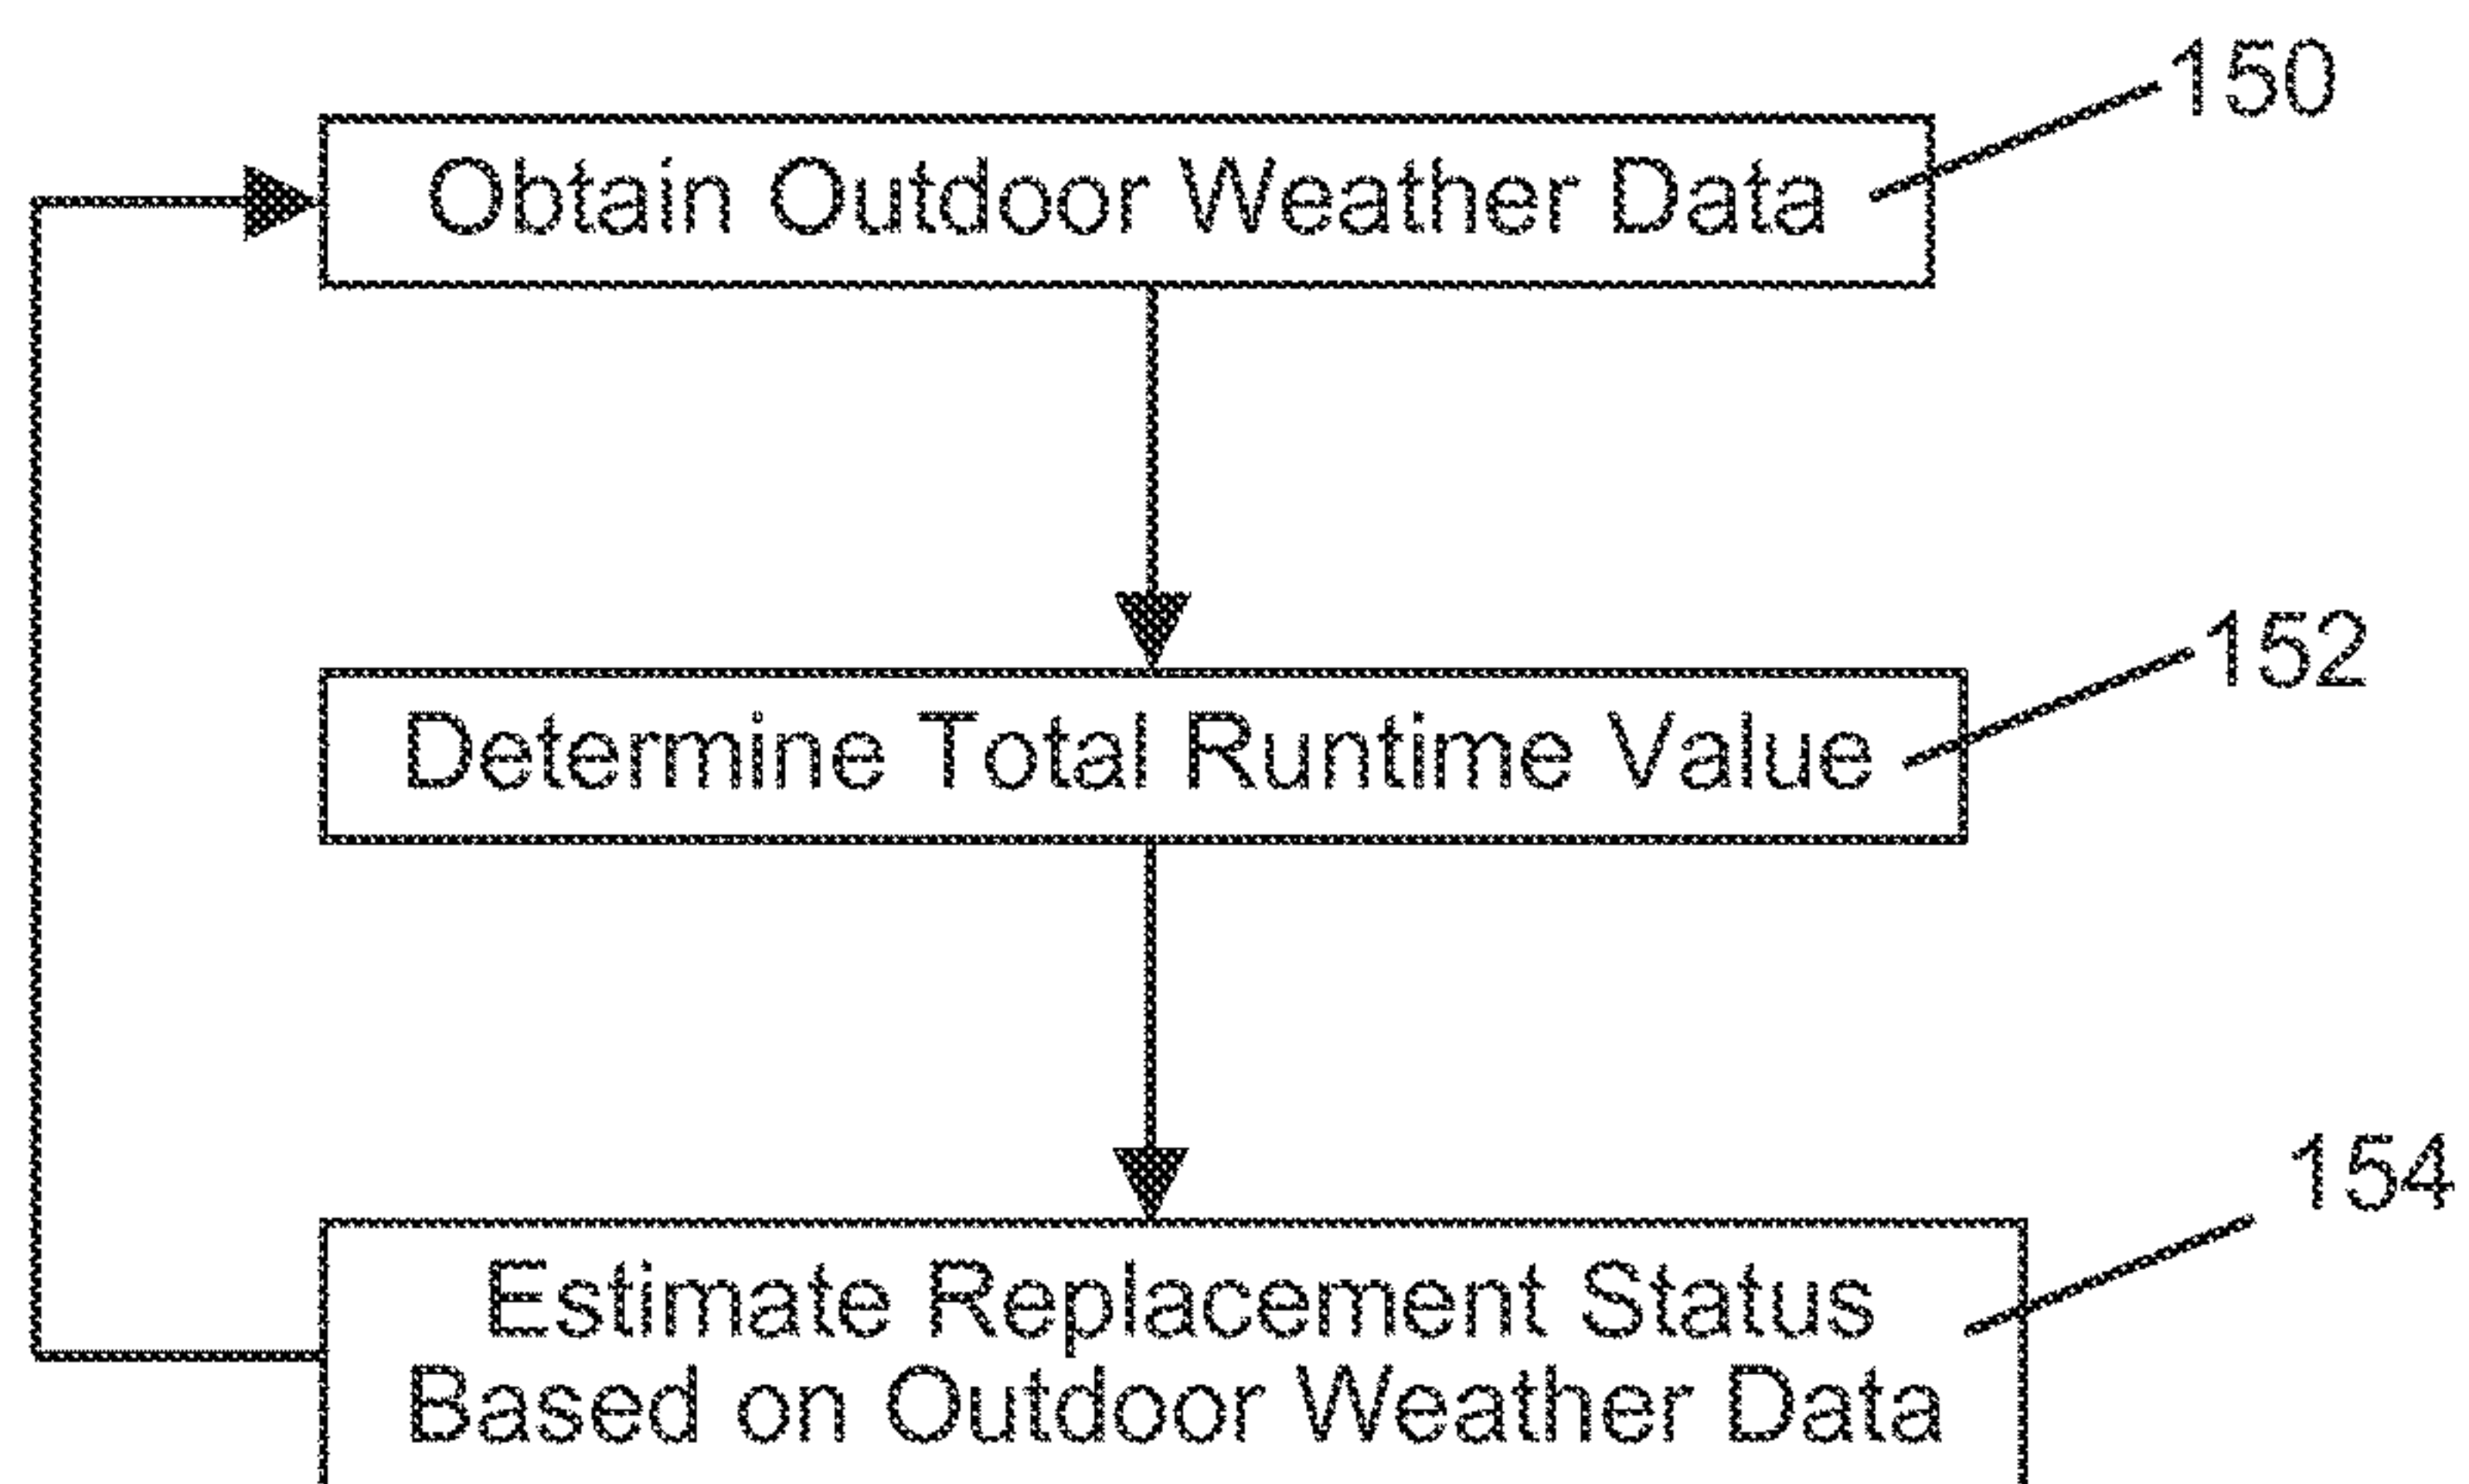 150
Obtain Outdoor Weather Data
152
Determine Total Runtime Value
154
Estimate Replacement Status
Based on Outdoor Weather Data